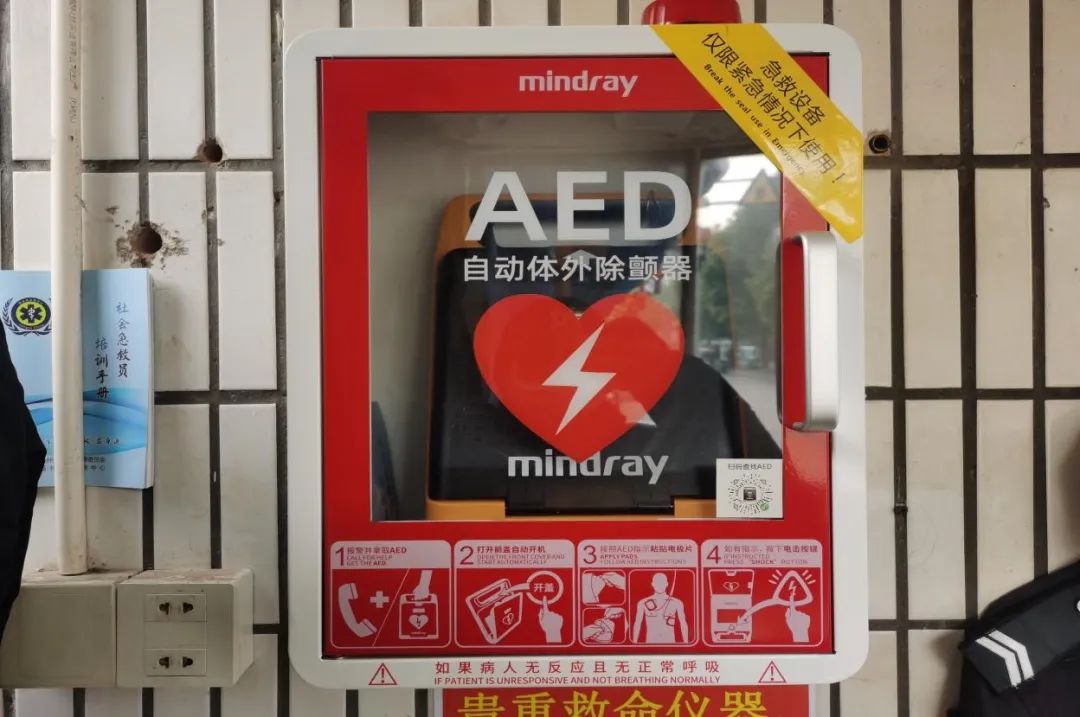 mindray
急救设备
仅限紧急情况下使用！
Break the seal use in Emergency
AED
自动体外除颤器
mindray
扫码查找AED
社会急救员
培训手册
1 报警并拿取AED
CALL FOR HELP
GET THE AED
2 打开前盖自动开机
OPEN THE FRONT COVER AND
START AUTOMATICALLY
开盖
3 按照AED指示粘贴电极片
APPLY PADS
FOLLOW AED INSTRUCTIONS
4 如有指示，按下电击按键
IF INSTRUCTED
PRESS "SHOCK" BUTTON
如果病人无反应且无正常呼吸
IF PATIENT IS UNRESPONSIVE AND NOT BREATHING NORMALLY
贵重救命仪器